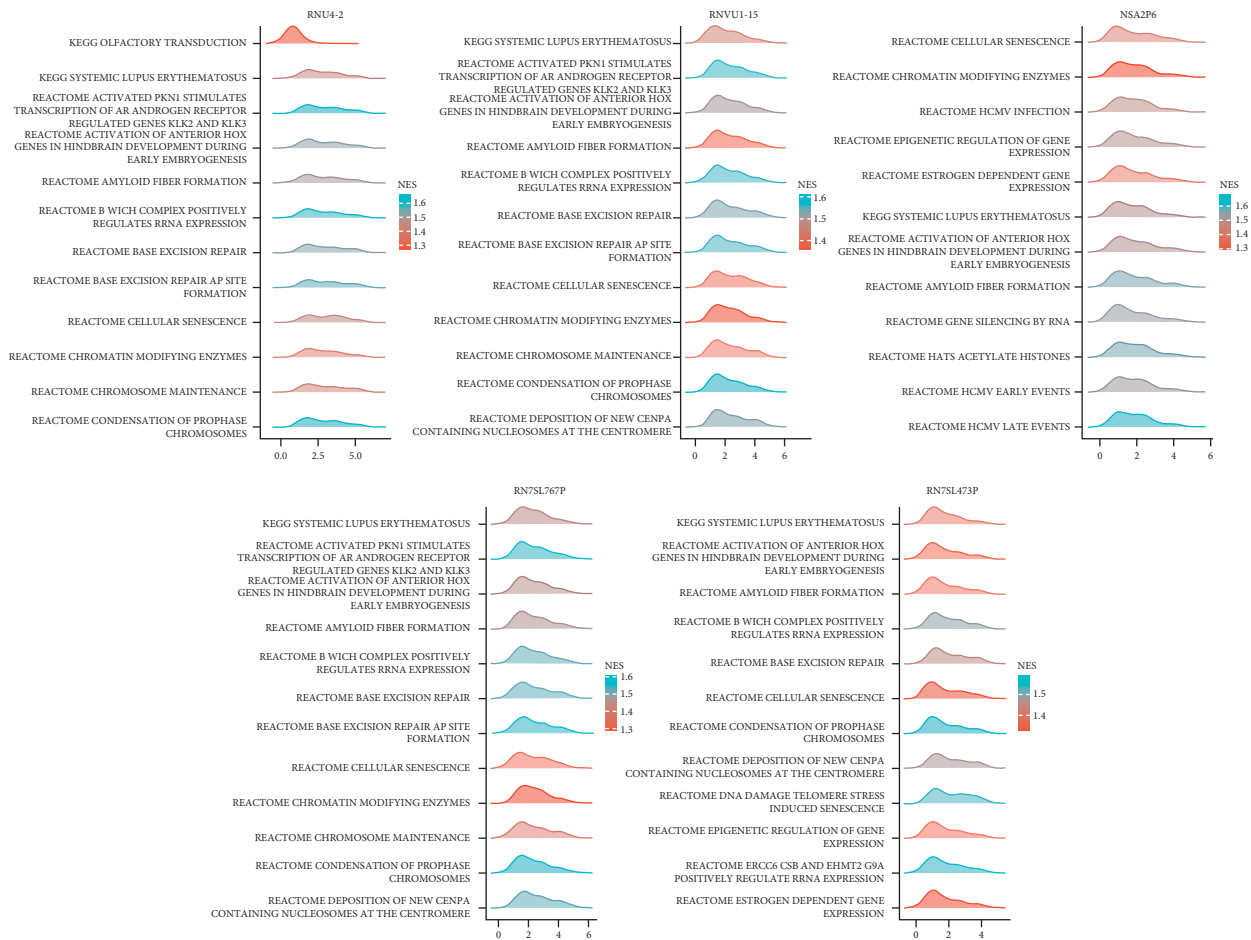 RNU4-2
KEGG OLFACTORY TRANSDUCTION
KEGG SYSTEMIC LUPUS ERYTHEMATOSUS
REACTOME ACTIVATED PKN1 STIMULATES
TRANSCRIPTION OF AR ANDROGEN RECEPTOR
REGULATED GENES KLK2 AND KLK3
REACTOME ACTIVATION OF ANTERIOR HOX
GENES IN HINDBRAIN DEVELOPMENT DURING
EARLY EMBRYOGENESIS
REACTOME AMYLOID FIBER FORMATION
REACTOME B WICH COMPlEX POSITIVELY
REGULATES RRNA EXPRESSION
REACTOME BASE EXCISION REPAIR
REACTOME BASE EXCISION REPAIR AP SITE
FORMATION
REACTOME CELLULAR SENESCENCE
REACTOME CHROMATIN MODIFYING ENZYMES
REACTOME CHROMOSOME MAINTENANCE
REACTOME CONDENSATION OF PROPHASE
CHROMOSOMES
0.0 2.5 5.0
NES
1.6
1.5
1.4
1.3
RNVU1-15
KEGG SYSTEMIC LUPUS ERYTHEMATOSUS
REACTOME ACTIVATED PKN1 STIMULATES
TRANSCRIPTION OF AR ANDROGEN RECEPTOR
REGULATED GENES KLK2 AND KLK3
REACTOME ACTIVATION OF ANTERIOR HOX
GENES IN HINDBRAIN DEVELOPMENT DURING
EARLY EMBRYOGENESIS
REACTOME AMYLOID FIBER FORMATION
REACTOME B WICH COMPLEX POSITIVELY
REGULATES RRNA EXPRESSION
REACTOME BASE EXCISION REPAIR
REACTOME BASE EXCISION REPAIR AP SITE
FORMATION
REACTOME CELLULAR SENESCENCE
REACTOME CHROMATIN MODIFYING ENZYMES
REACTOME CHROMOSOME MAINTENANCE
REACTOME CONDENSATION OF PROPHASE
CHROMOSOMES
REACTOME DEPOSITION OF NEW CENPA
CONTAINING NUCLEOSOMES AT THE CENTROMERE
0 2 4 6
NES
1.6
1.5
1.4
NSA2P6
REACTOME CELLULAR SENESCENCE
REACTOME CHROMATIN MODIFYING ENZYMES
REACTOME HCMV INFECTION
REACTOME EPIGENETIC REGULATION OF GENE
EXPRESSION
REACTOME ESTROGEN DEPENDENT GENE
EXPRESSION
KEGG SYSTEMIC LUPUS ERYTHEMATOSUS
REACTOME ACTIVATION OF ANTERIOR HOX
GENES IN HINDBRAIN DEVELOPMENT DURING
EARLY EMBRYOGENESIS
REACTOME AMYLOID FIBER FORMATION
REACTOME GENE SILENCING BY RNA
REACTOME HATS ACETYLATE HISTONES
REACTOME HCMV EARLY EVENTS
REACTOME HCMV LATE EVENTS
0 2 4 6
NES
1.6
1.5
1.4
1.3
RN7SL767P
KEGG SYSTEMIC LUPUS ERYTHEMATOSUS
REACTOME ACTIVATED PKN1 STIMULATES
TRANSCRIPTION OF AR ANDROGEN RECEPTOR
REGULATED GENES KLK2 AND KLK3
REACTOME ACTIVATION OF ANTERIOR HOX
GENES IN HINDBRAIN DEVELOPMENT DURING
EARLY EMBRYOGENESIS
REACTOME AMYLOID FIBER FORMATION
REACTOME B WICH COMPLEX POSITIVELY
REGULATES RRNA EXPRESSION
REACTOME BASE EXCISION REPAIR
REACTOME BASE EXCISION REPAIR AP SITE
FORMATION
REACTOME CELLULAR SENESCENCE
REACTOME CHROMATIN MODIFYING ENZYMES
REACTOME CHROMOSOME MAINTENANCE
REACTOME CONDENSATION OF PROPHASE
CHROMOSOMES
REACTOME DEPOSITION OF NEW CENPA
CONTAINING NUCLEOSOMES AT THE CENTROMERE
0 2 4 6
NES
1.6
1.5
1.4
1.3
RN7SL473P
KEGG SYSTEMIC LUPUS ERYTHEMATOSUS
REACTOME ACTIVATION OF ANTERIOR HOX
GENES IN HINDBRAIN DEVELOPMENT DURING
EARLY EMBRYOGENESIS
REACTOME AMYLOID FIBER FORMATION
REACTOME B WICH COMPLEX POSITIVELY
REGULATES RRNA EXPRESSION
REACTOME BASE EXCISION REPAIR
REACTOME CELLULAR SENESCENCE
REACTOME CONDENSATION OF PROPHASE
CHROMOSOMES
REACTOME DEPOSITION OF NEW CENPA
CONTAINING NUCLEOSOMES AT THE CENTROMERE
REACTOME DNA DAMAGE TELOMERE STRESS
INDUCED SENESCENCE
REACTOME EPIGENETIC REGULATION OF GENE
EXPRESSION
REACTOME ERCC6 CSB AND EHMT2 G9A
POSITIVELY REGULATE RRNA EXPRESSION
REACTOME ESTROGEN DEPENDENT GENE
EXPRESSION
0 2 4
NES
1.5
1.4